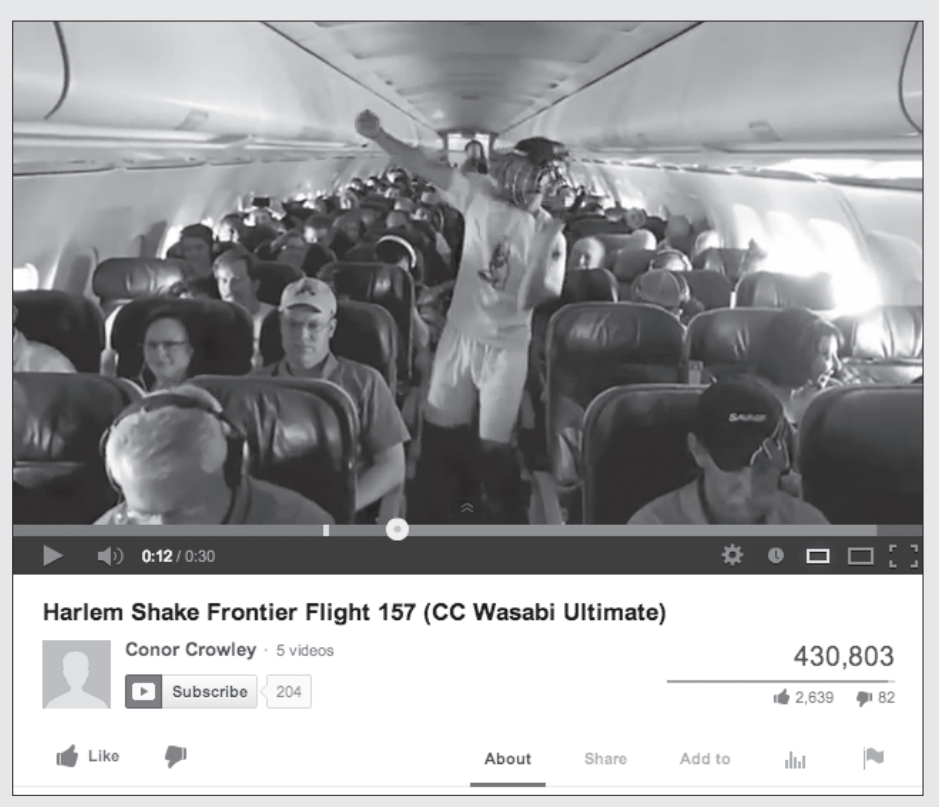 SAVAGE
0:12 / 0:30
Harlem Shake Frontier Flight 157 (CC Wasabi Ultimate)
Conor Crowley · 5 videos
430,803
Subscribe 204
2,639 82
Like
About Share Add to